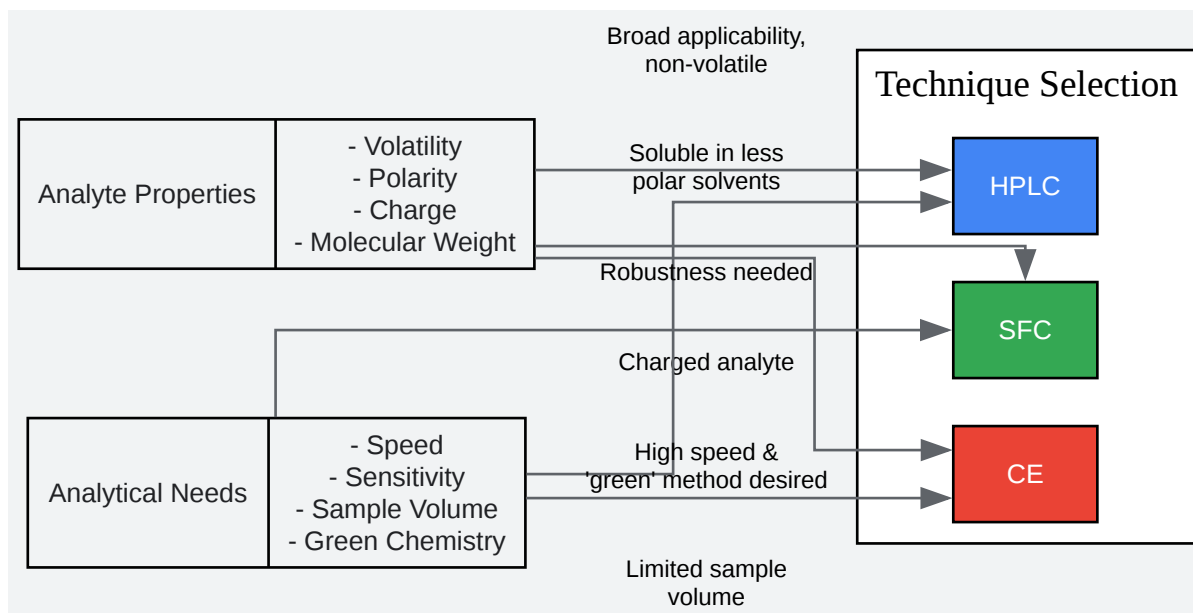 Broad applicability,
non-volatile
Technique Selection
Analyte Properties
- Volatility
- Polarity
- Charge
- Molecular Weight
Soluble in less
polar solvents
HPLC
Robustness needed
SFC
Charged analyte
Analytical Needs
- Speed
- Sensitivity
- Sample Volume
- Green Chemistry
High speed &
'green' method desired
CE
Limited sample
volume